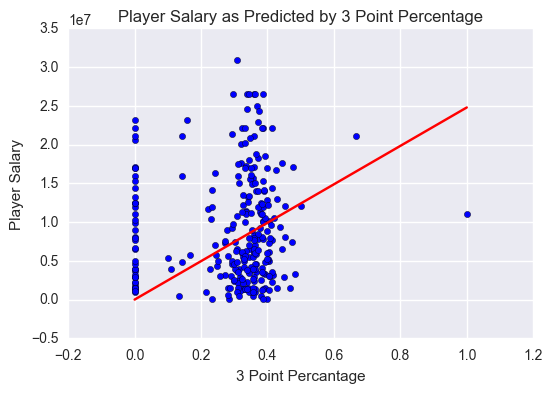 Player Salary as Predicted by 3 Point Percentage
1e7
3.5
3.0
2.5
2.0
1.5
1.0
0.5
0.0
−0.5
Player Salary
−0.2 0.0 0.2 0.4 0.6 0.8 1.0 1.2
3 Point Percantage